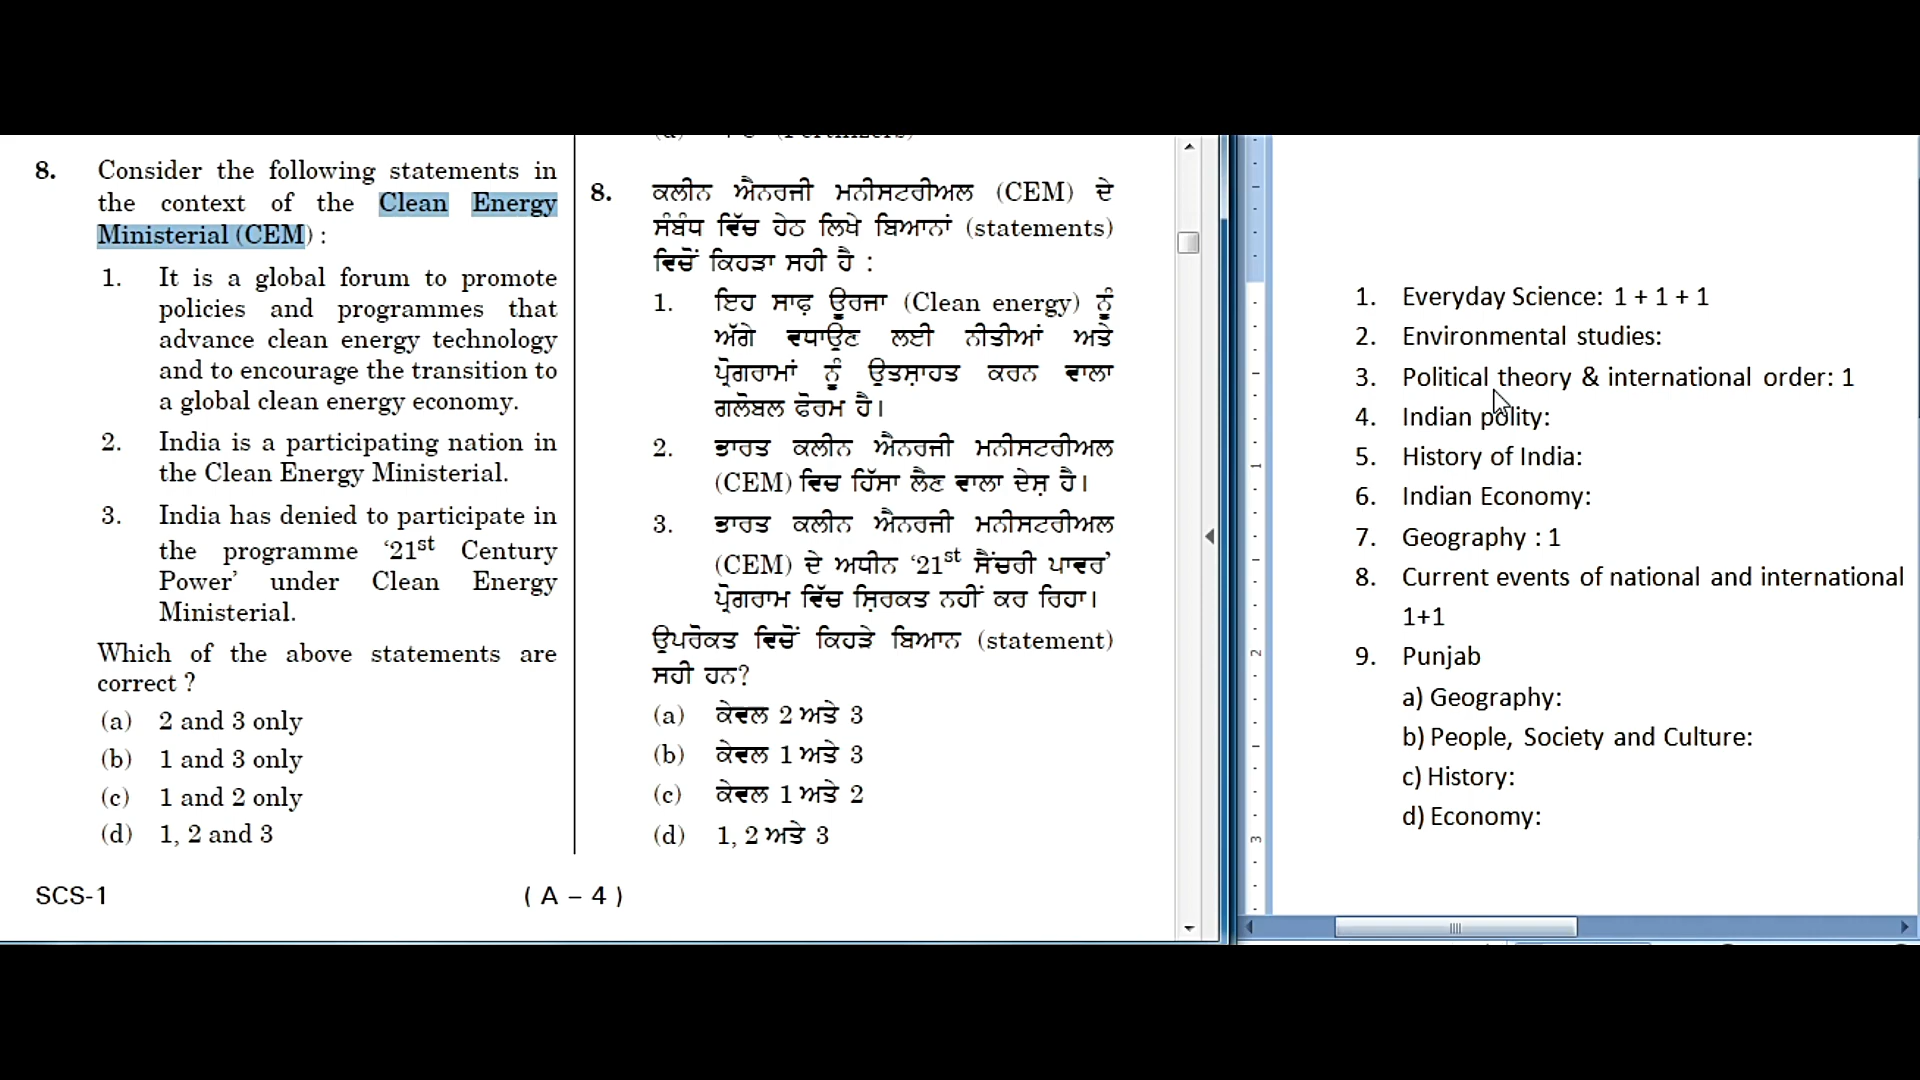 8. Consider the following statements in
the context of the Clean Energy
Ministerial (CEM) :
1. It is a global forum to promote
policies and programmes that
advance clean energy technology
and to encourage the transition to
a global clean energy economy.
2. India is a participating nation in
the Clean Energy Ministerial.
3. India has denied to participate in
the programme ‘21st Century
Power’ under Clean Energy
Ministerial.
Which of the above statements are
correct ?
(a) 2 and 3 only
(b) 1 and 3 only
(c) 1 and 2 only
(d) 1, 2 and 3
8. ਕਲੀਨ ਐਨਰਜੀ ਮਨੀਸਟਰੀਅਲ (CEM) ਦੇ
ਸੰਬੰਧ ਵਿੱਚ ਹੇਠ ਲਿਖੇ ਬਿਆਨਾਂ (statements)
ਵਿਚੋਂ ਕਿਹੜਾ ਸਹੀ ਹੈ :
1. ਇਹ ਸਾਫ਼ ਊਰਜਾ (Clean energy) ਨੂੰ
ਅੱਗੇ ਵਧਾਉਣ ਲਈ ਨੀਤੀਆਂ ਅਤੇ
ਪ੍ਰੋਗਰਾਮਾਂ ਨੂੰ ਉਤਸ਼ਾਹਤ ਕਰਨ ਵਾਲਾ
ਗਲੋਬਲ ਫੋਰਮ ਹੈ।
2. ਭਾਰਤ ਕਲੀਨ ਐਨਰਜੀ ਮਨੀਸਟਰੀਅਲ
(CEM) ਵਿਚ ਹਿੱਸਾ ਲੈਣ ਵਾਲਾ ਦੇਸ਼ ਹੈ।
3. ਭਾਰਤ ਕਲੀਨ ਐਨਰਜੀ ਮਨੀਸਟਰੀਅਲ
(CEM) ਦੇ ਅਧੀਨ ‘21st ਸੈਂਚਰੀ ਪਾਵਰ’
ਪ੍ਰੋਗਰਾਮ ਵਿੱਚ ਸ਼ਿਰਕਤ ਨਹੀਂ ਕਰ ਰਿਹਾ।
ਉਪਰੋਕਤ ਵਿਚੋਂ ਕਿਹੜੇ ਬਿਆਨ (statement)
ਸਹੀ ਹਨ?
(a) ਕੇਵਲ 2 ਅਤੇ 3
(b) ਕੇਵਲ 1 ਅਤੇ 3
(c) ਕੇਵਲ 1 ਅਤੇ 2
(d) 1, 2 ਅਤੇ 3
SCS-1
( A – 4 )
1. Everyday Science: 1 + 1 + 1
2. Environmental studies:
3. Political theory & international order: 1
4. Indian polity:
5. History of India:
6. Indian Economy:
7. Geography : 1
8. Current events of national and international
1+1
9. Punjab
a) Geography:
b) People, Society and Culture:
c) History:
d) Economy: